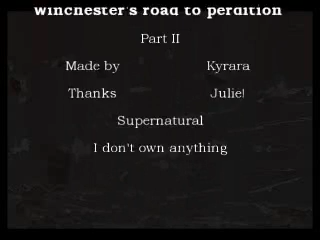 Winchester's road to perdition
Part II
Made by Kyrara
Thanks Julie!
Supernatural
I don't own anything